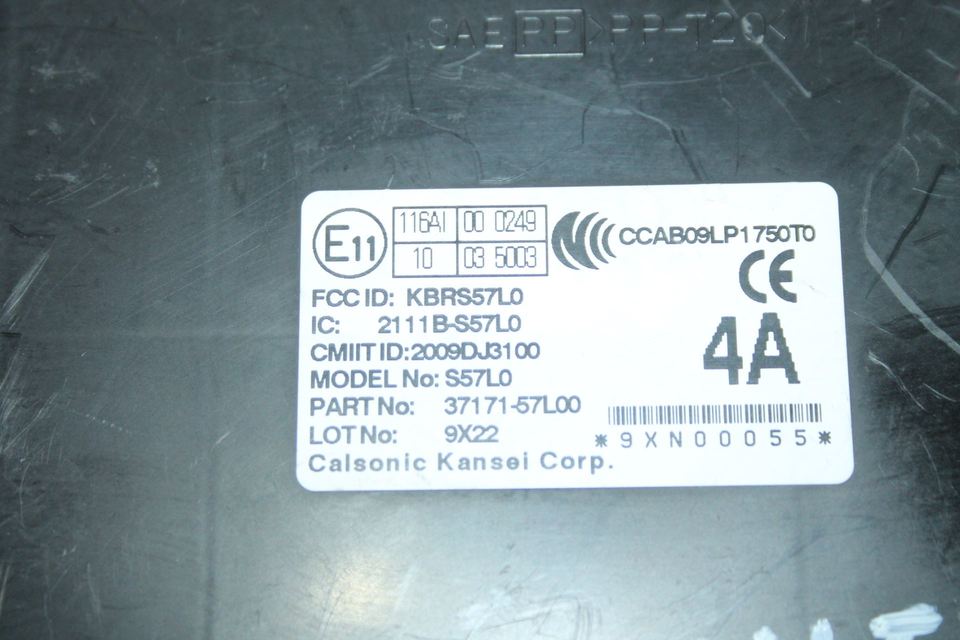 SAE RP >PP-T20<
E11 116AI 00 0249
10 03 5003
CCAB09LP1750T0
CE
FCC ID: KBRS57L0
IC: 2111B-S57L0
CMIIT ID:2009DJ3100
4A
MODEL No: S57L0
PART No: 37171-57L00
LOT No: 9X22
*9XN00055*
Calsonic Kansei Corp.